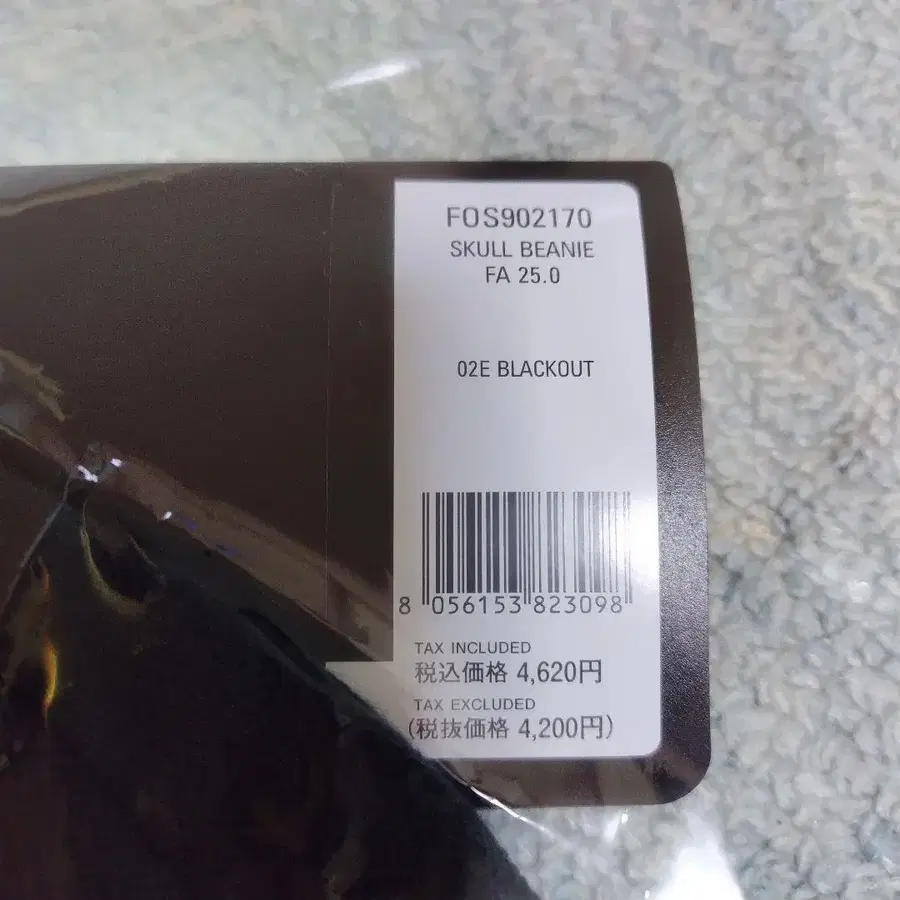 FOS902170
SKULL BEANIE
FA 25.0
02E BLACKOUT
8 056153 823098
TAX INCLUDED
税込価格 4,620円
TAX EXCLUDED
(税抜価格 4,200円)